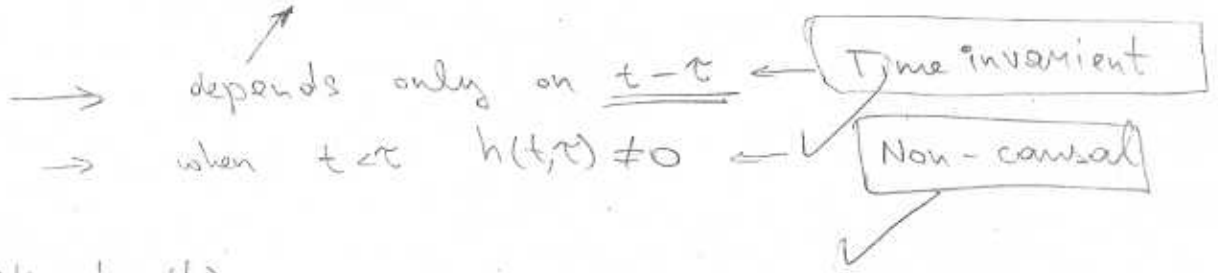 → depends only on t-τ ← Time invarient
→ when t<τ h(t,τ) ≠0 ← Non-causal